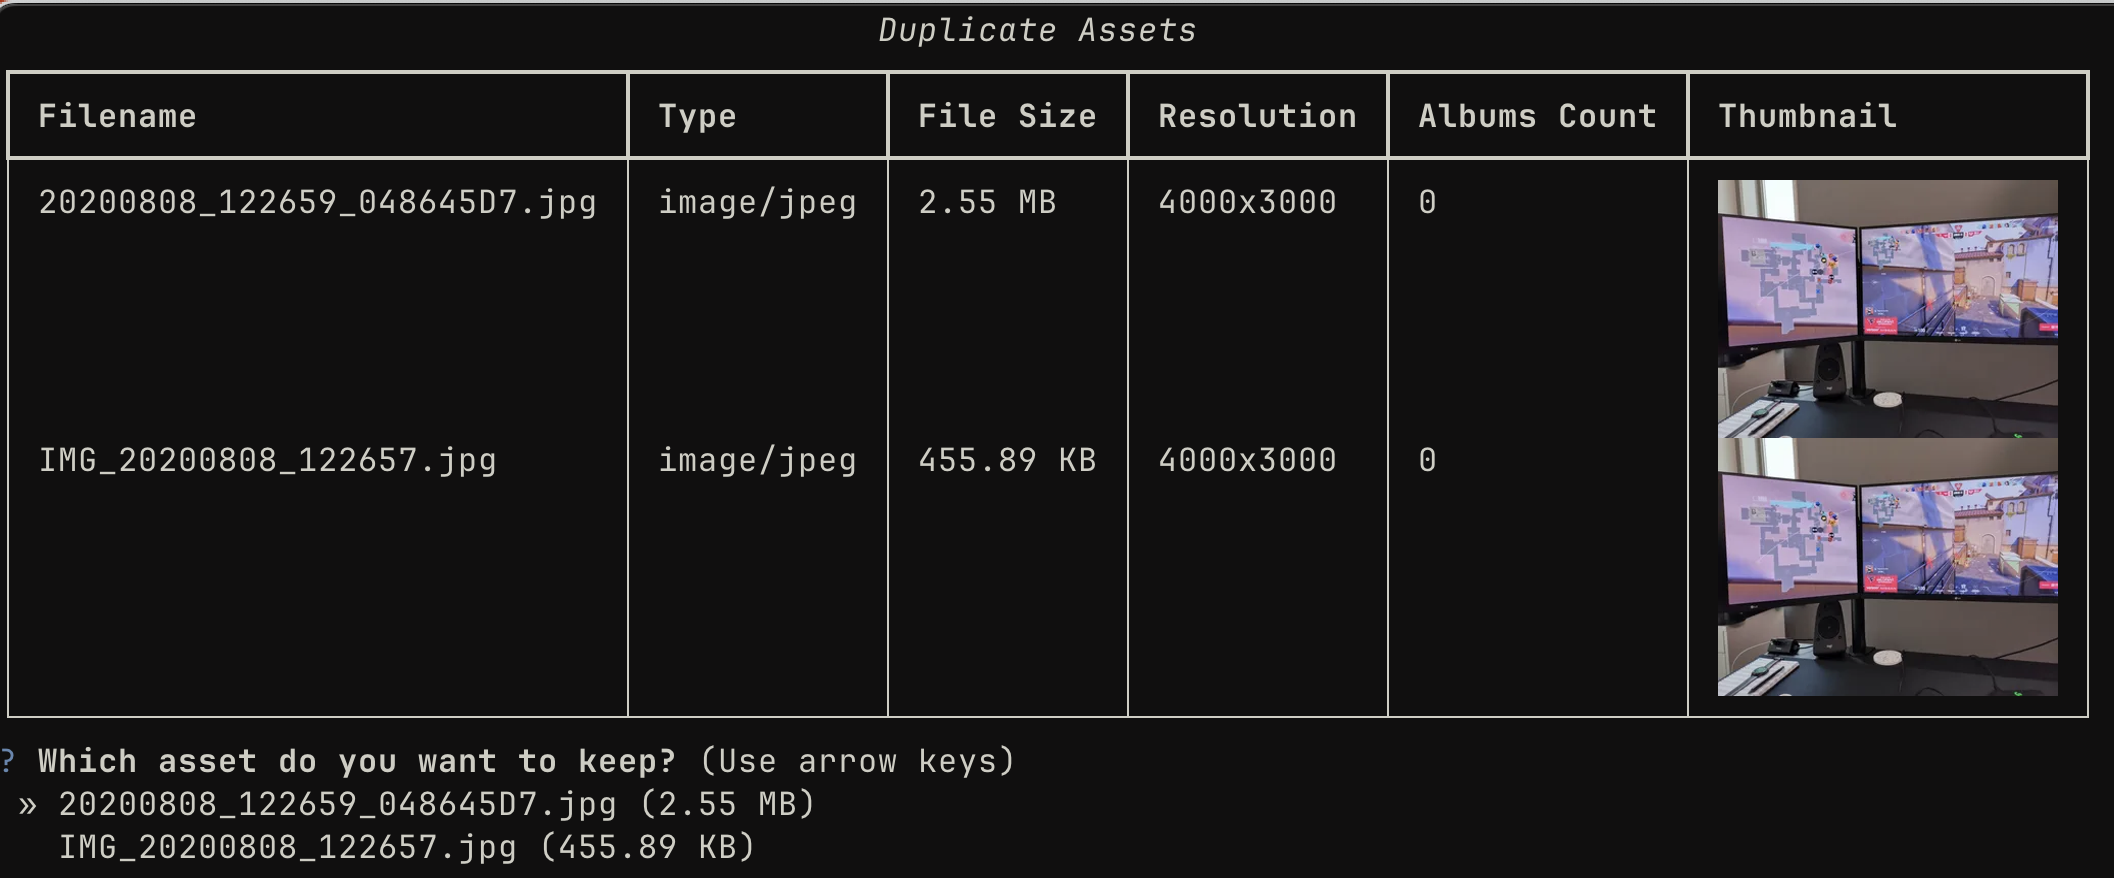 Duplicate Assets
Filename Type File Size Resolution Albums Count Thumbnail
20200808_122659_048645D7.jpg image/jpeg 2.55 MB 4000x3000 0
IMG_20200808_122657.jpg image/jpeg 455.89 KB 4000x3000 0
? Which asset do you want to keep? (Use arrow keys)
» 20200808_122659_048645D7.jpg (2.55 MB)
IMG_20200808_122657.jpg (455.89 KB)